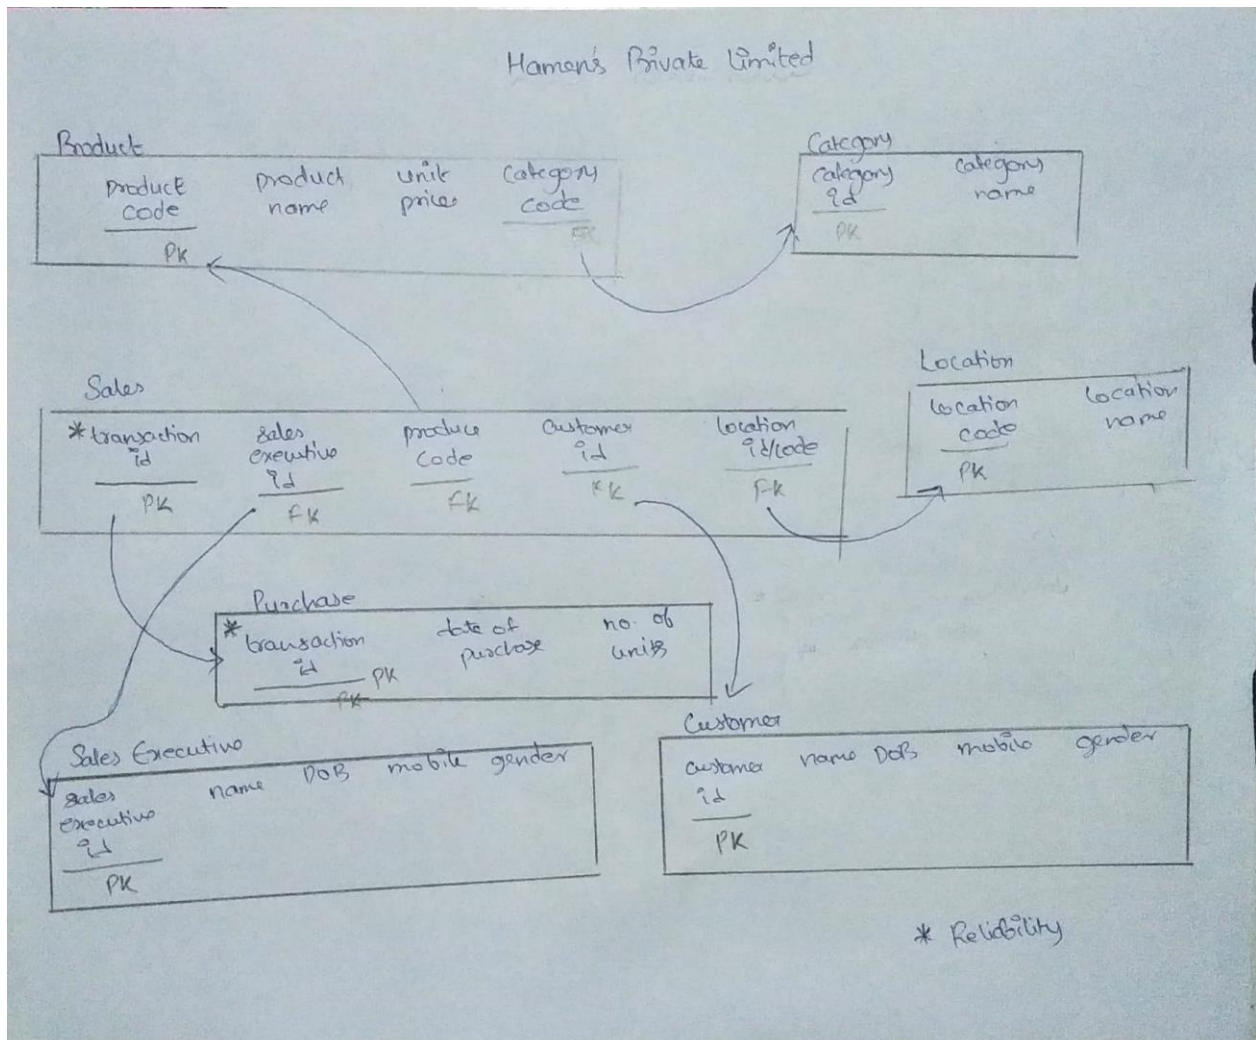 Hamen's Private Limited
Product
product product unit category
code name price code
PK FK
Category
category category
id name
PK
Sales
* transaction sales produce customer location
id executive code id id/code
id
PK FK FK FK FK
Location
location location
code name
PK
Purchase
* transaction date of no. of
id purchase units
PK
PK
Sales Executive
sales name DOB mobile gender
executive
id
PK
Customer
customer name DOB mobile gender
id
PK
* Reliability